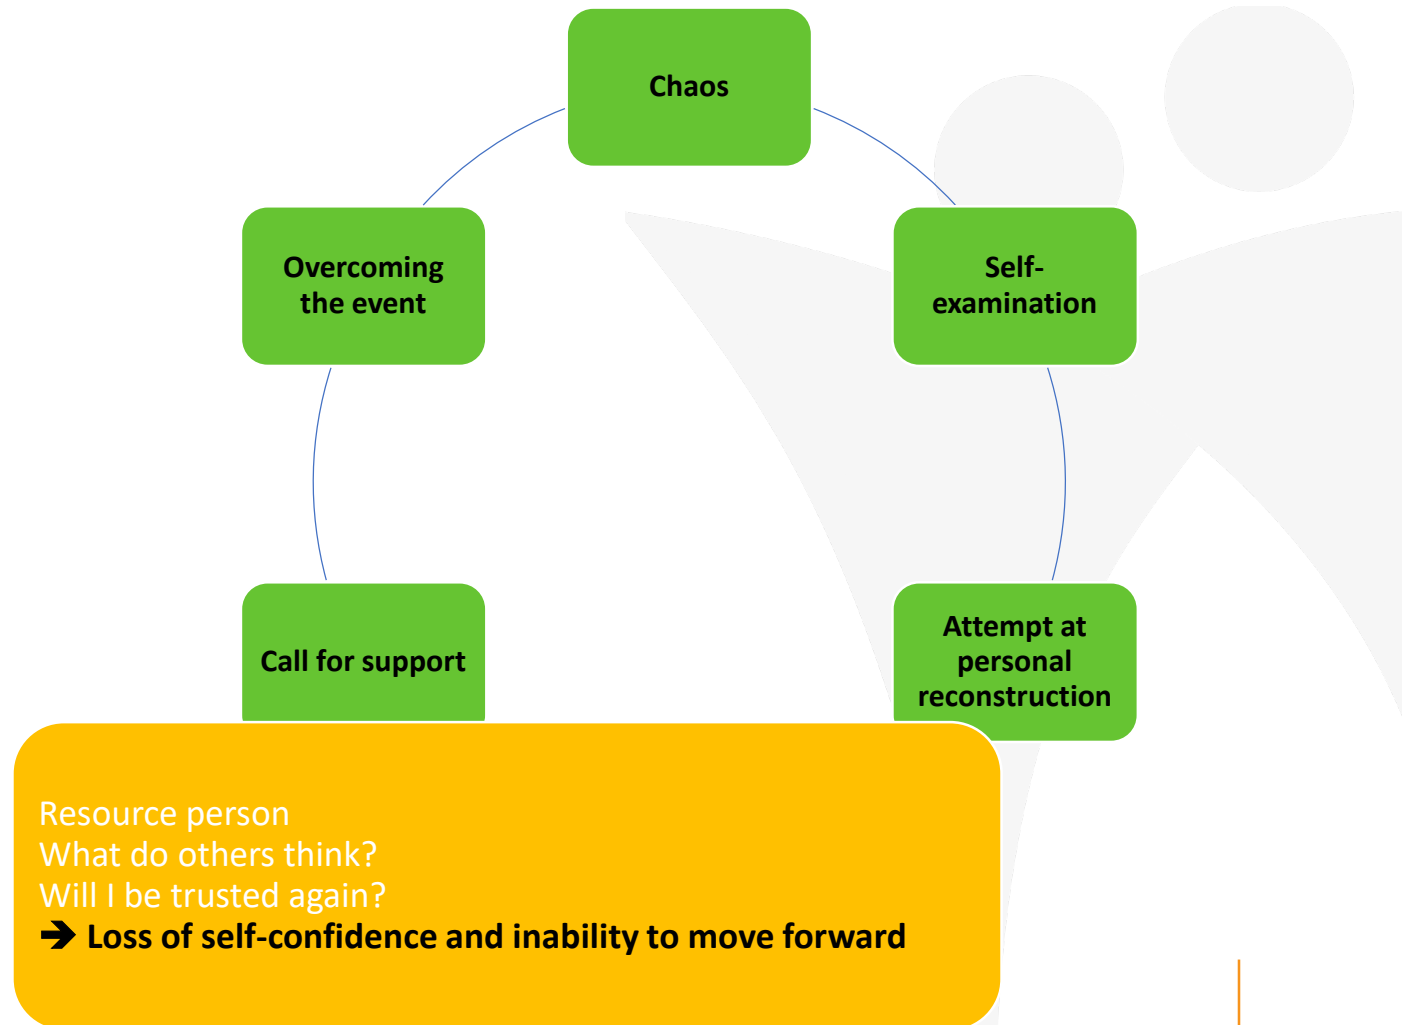 Chaos
Overcoming
the event
Self-
examination
Call for support
Attempt at
personal
reconstruction
Resource person
What do others think?
Will I be trusted again?
➔ Loss of self-confidence and inability to move forward